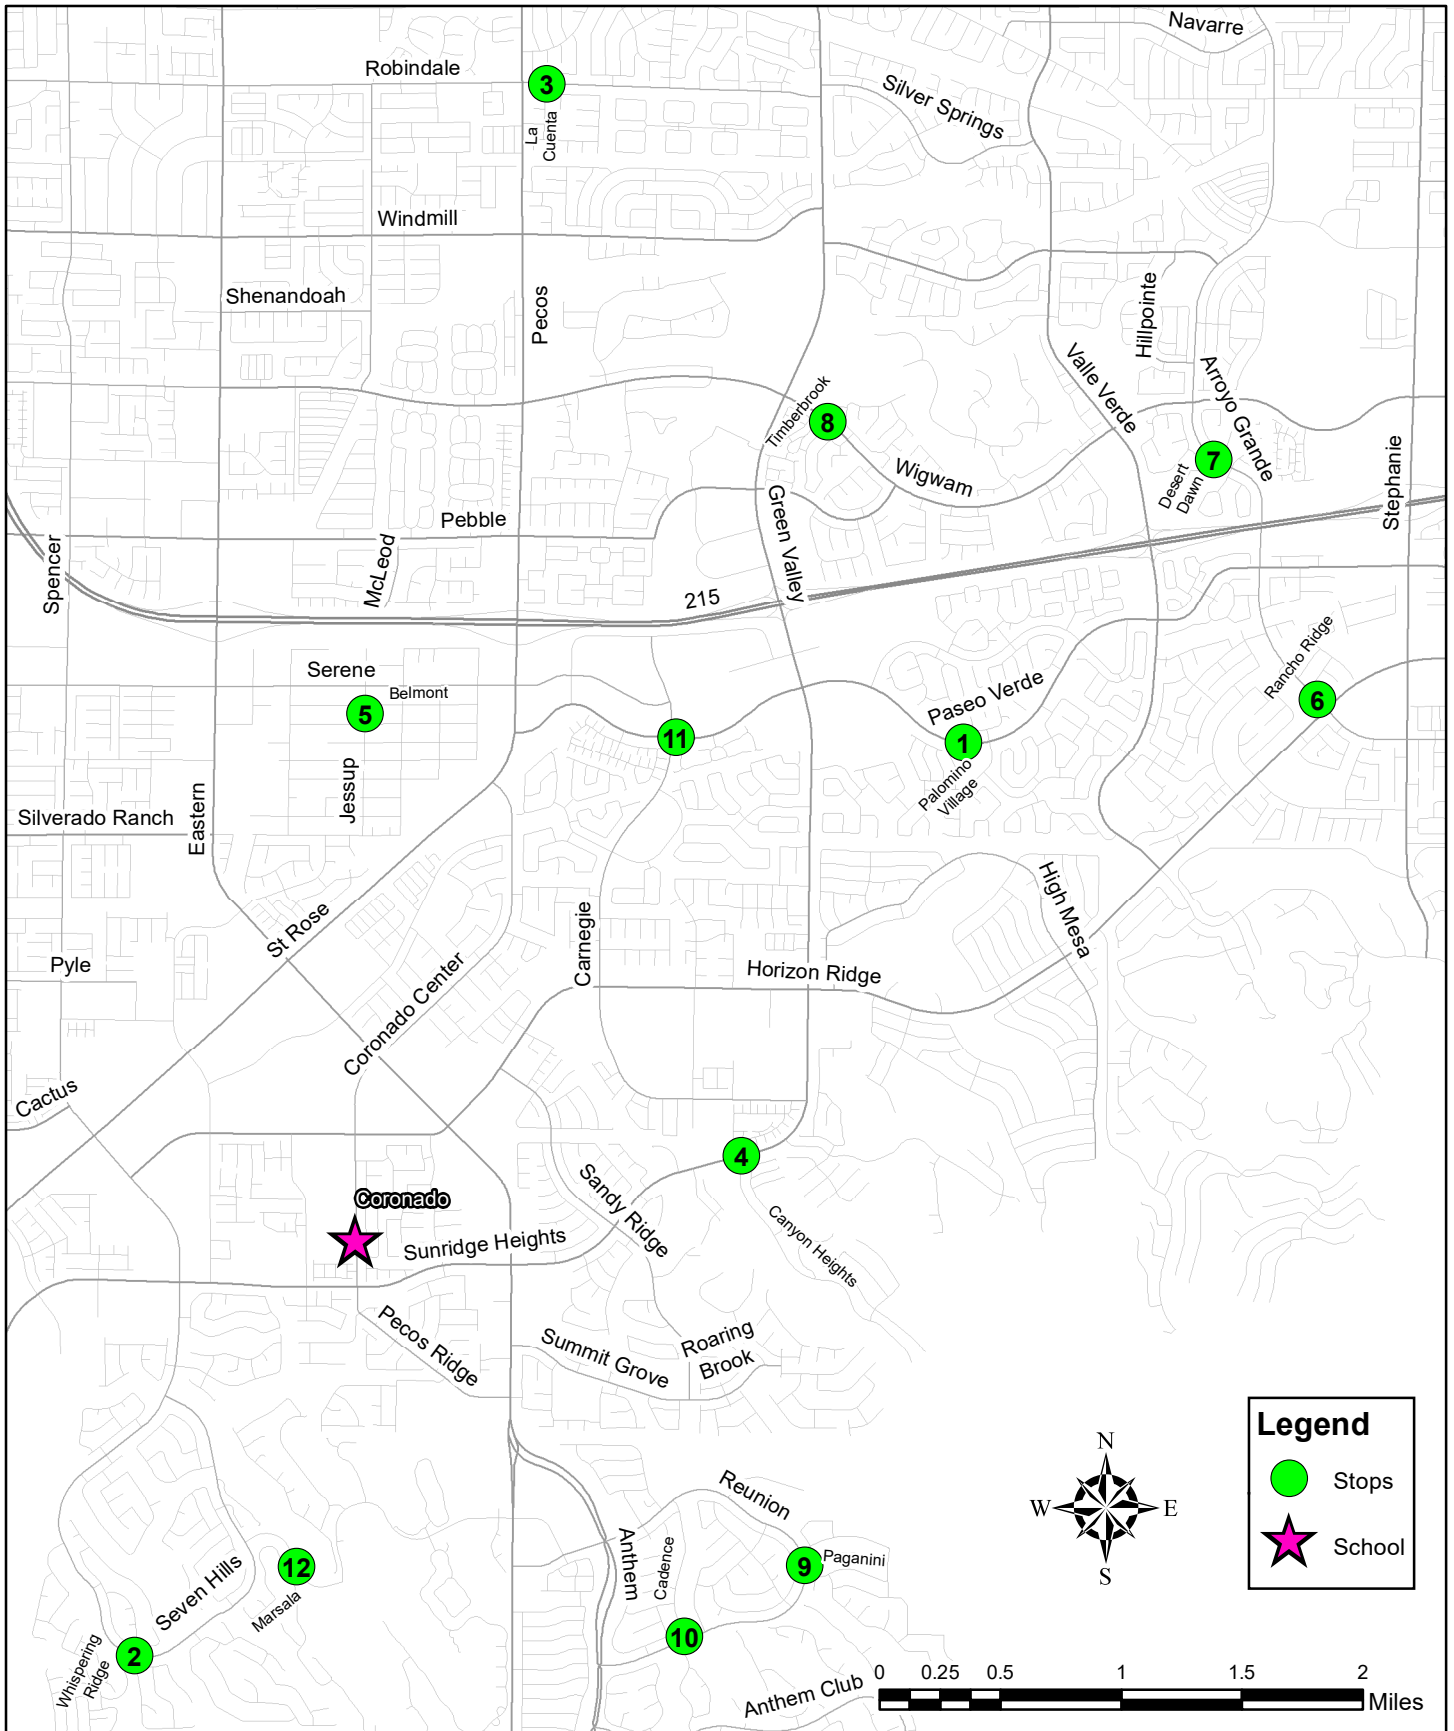 Navarre
Robindale
3
Silver Springs
La
Cuenta
Windmill
Shenandoah
Pecos
Hillpointe
Valle Verde
Arroyo Grande
Timberbrook
8
7
Wigwam
Desert
Dawn
Stephanie
Green Valley
Pebble
Spencer
McLeod
215
Serene
Belmont
5
Rancho Ridge
6
Paseo Verde
11
1
Palomino
Village
Jessup
Silverado Ranch
Eastern
High Mesa
St Rose
Carnegie
Pyle
Horizon Ridge
Coronado Center
Cactus
4
Sandy Ridge
Coronado
Canyon Heights
Sunridge Heights
Pecos Ridge
Summit Grove
Roaring
Brook
Legend
Stops
School
N
W
E
S
Reunion
Anthem
Cadence
9
Paganini
12
Seven Hills
Marsala
10
2
Whispering
Ridge
Anthem Club
0 0.25 0.5 1 1.5 2
Miles